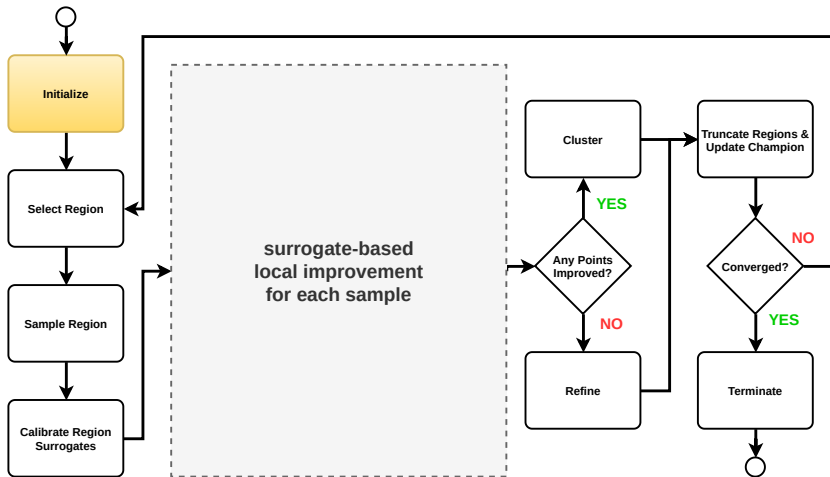 Initialize
Select Region
Sample Region
Calibrate Region
Surrogates
surrogate-based
local improvement
for each sample
Cluster
YES
Any Points
Improved?
NO
Refine
Truncate Regions &
Update Champion
NO
Converged?
YES
Terminate